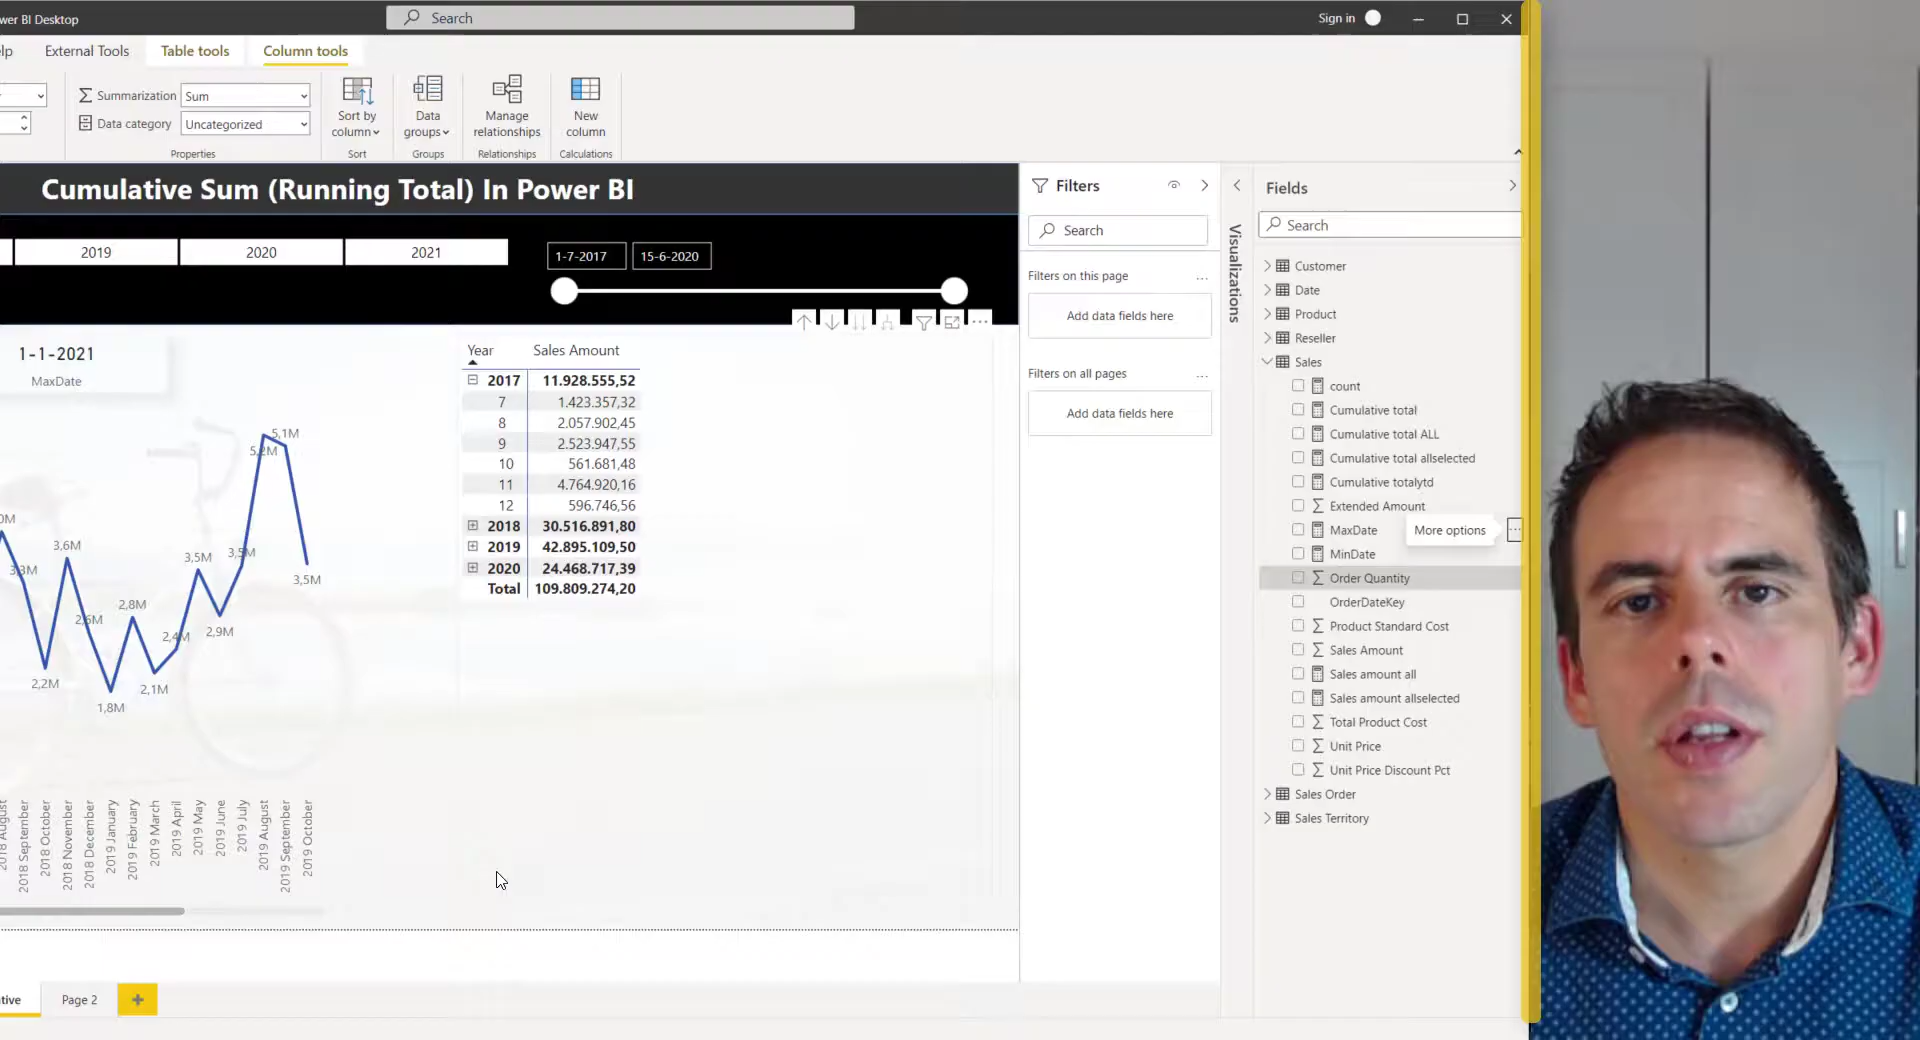 wer BI Desktop
Search
Sign in
lp
External Tools
Table tools
Column tools
Summarization
Sum
Data category
Uncategorized
Properties
Sort by
column
Sort
Data
groups
Groups
Manage
relationships
Relationships
New
column
Calculations
Cumulative Sum (Running Total) In Power BI
2019
2020
2021
1-7-2017
15-6-2020
1-1-2021
MaxDate
5,1M
3,6M
2,2M
1,8M
2,8M
2,1M
3,5M
2,9M
3,5M
2018 September
2018 October
2018 November
2018 December
2019 January
2019 February
2019 March
2019 April
2019 May
2019 June
2019 July
2019 August
2019 September
2019 October
Year Sales Amount
2017 11.928.555,52
7 1.423.357,32
8 2.057.902,45
9 2.523.947,55
10 561.681,48
11 4.764.920,16
12 596.746,56
2018 30.516.891,80
2019 42.895.109,50
2020 24.468.717,39
Total 109.809.274,20
Filters
Search
Filters on this page
...
Add data fields here
Filters on all pages
...
Add data fields here
Visualizations
Fields
Search
Customer
Date
Product
Reseller
Sales
count
Cumulative total
Cumulative total ALL
Cumulative total allselected
Cumulative totalytd
Extended Amount
MaxDate
More options
MinDate
Order Quantity
OrderDateKey
Product Standard Cost
Sales Amount
Sales amount all
Sales amount allselected
Total Product Cost
Unit Price
Unit Price Discount Pct
Sales Order
Sales Territory
tive
Page 2
+